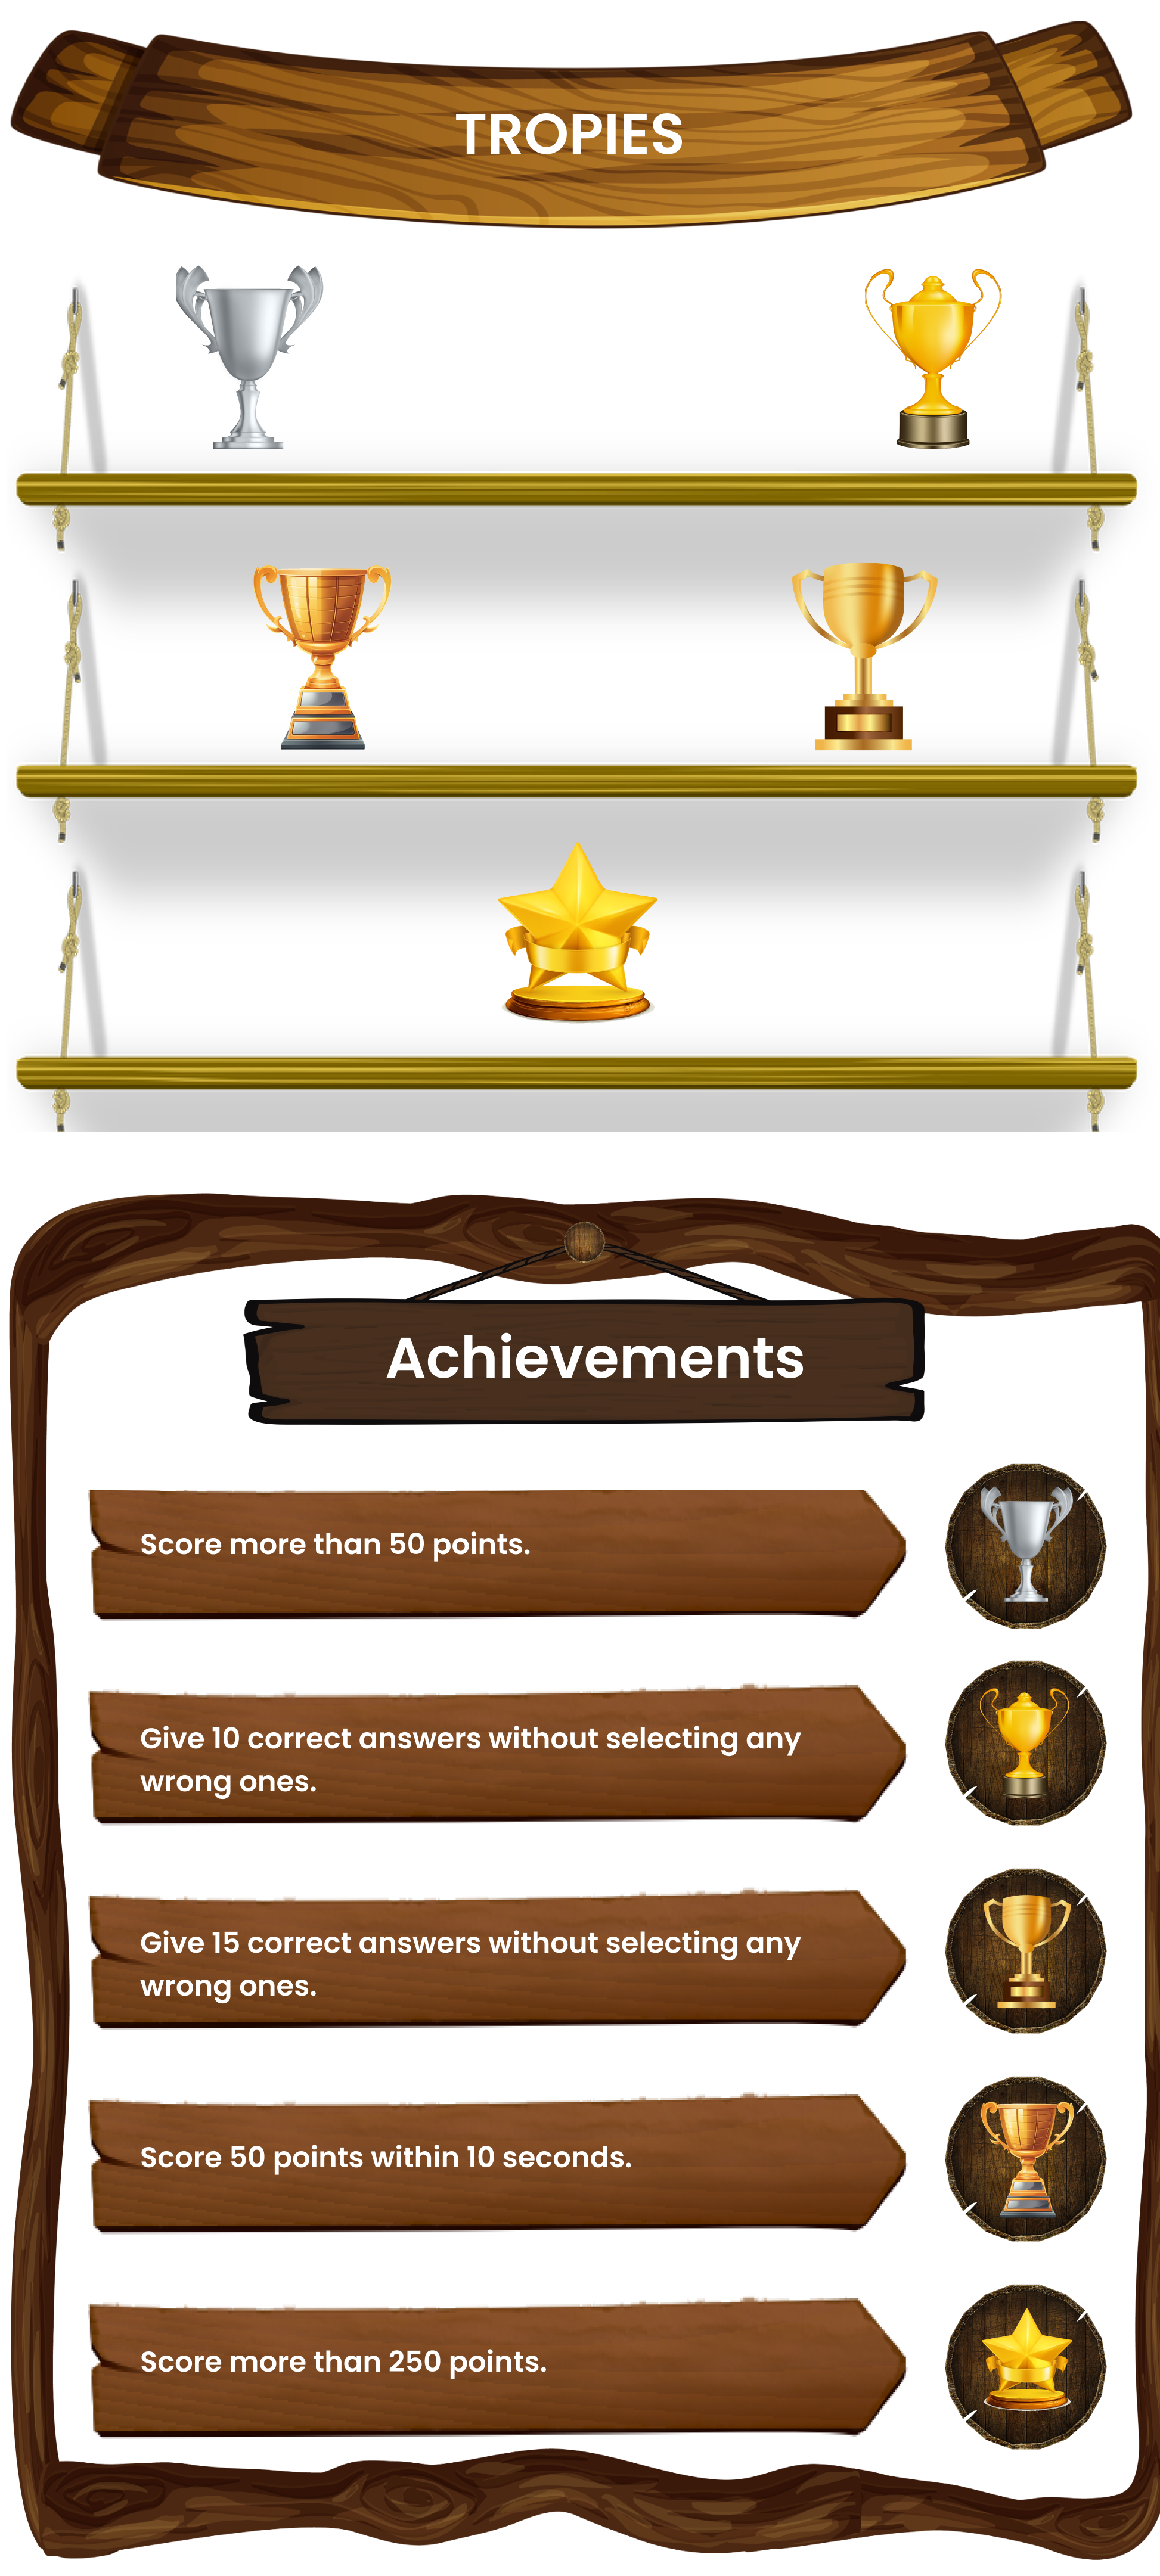 TROPIES
Achievements
Score more than 50 points.
Give 10 correct answers without selecting any
wrong ones.
Give 15 correct answers without selecting any
wrong ones.
Score 50 points within 10 seconds.
Score more than 250 points.